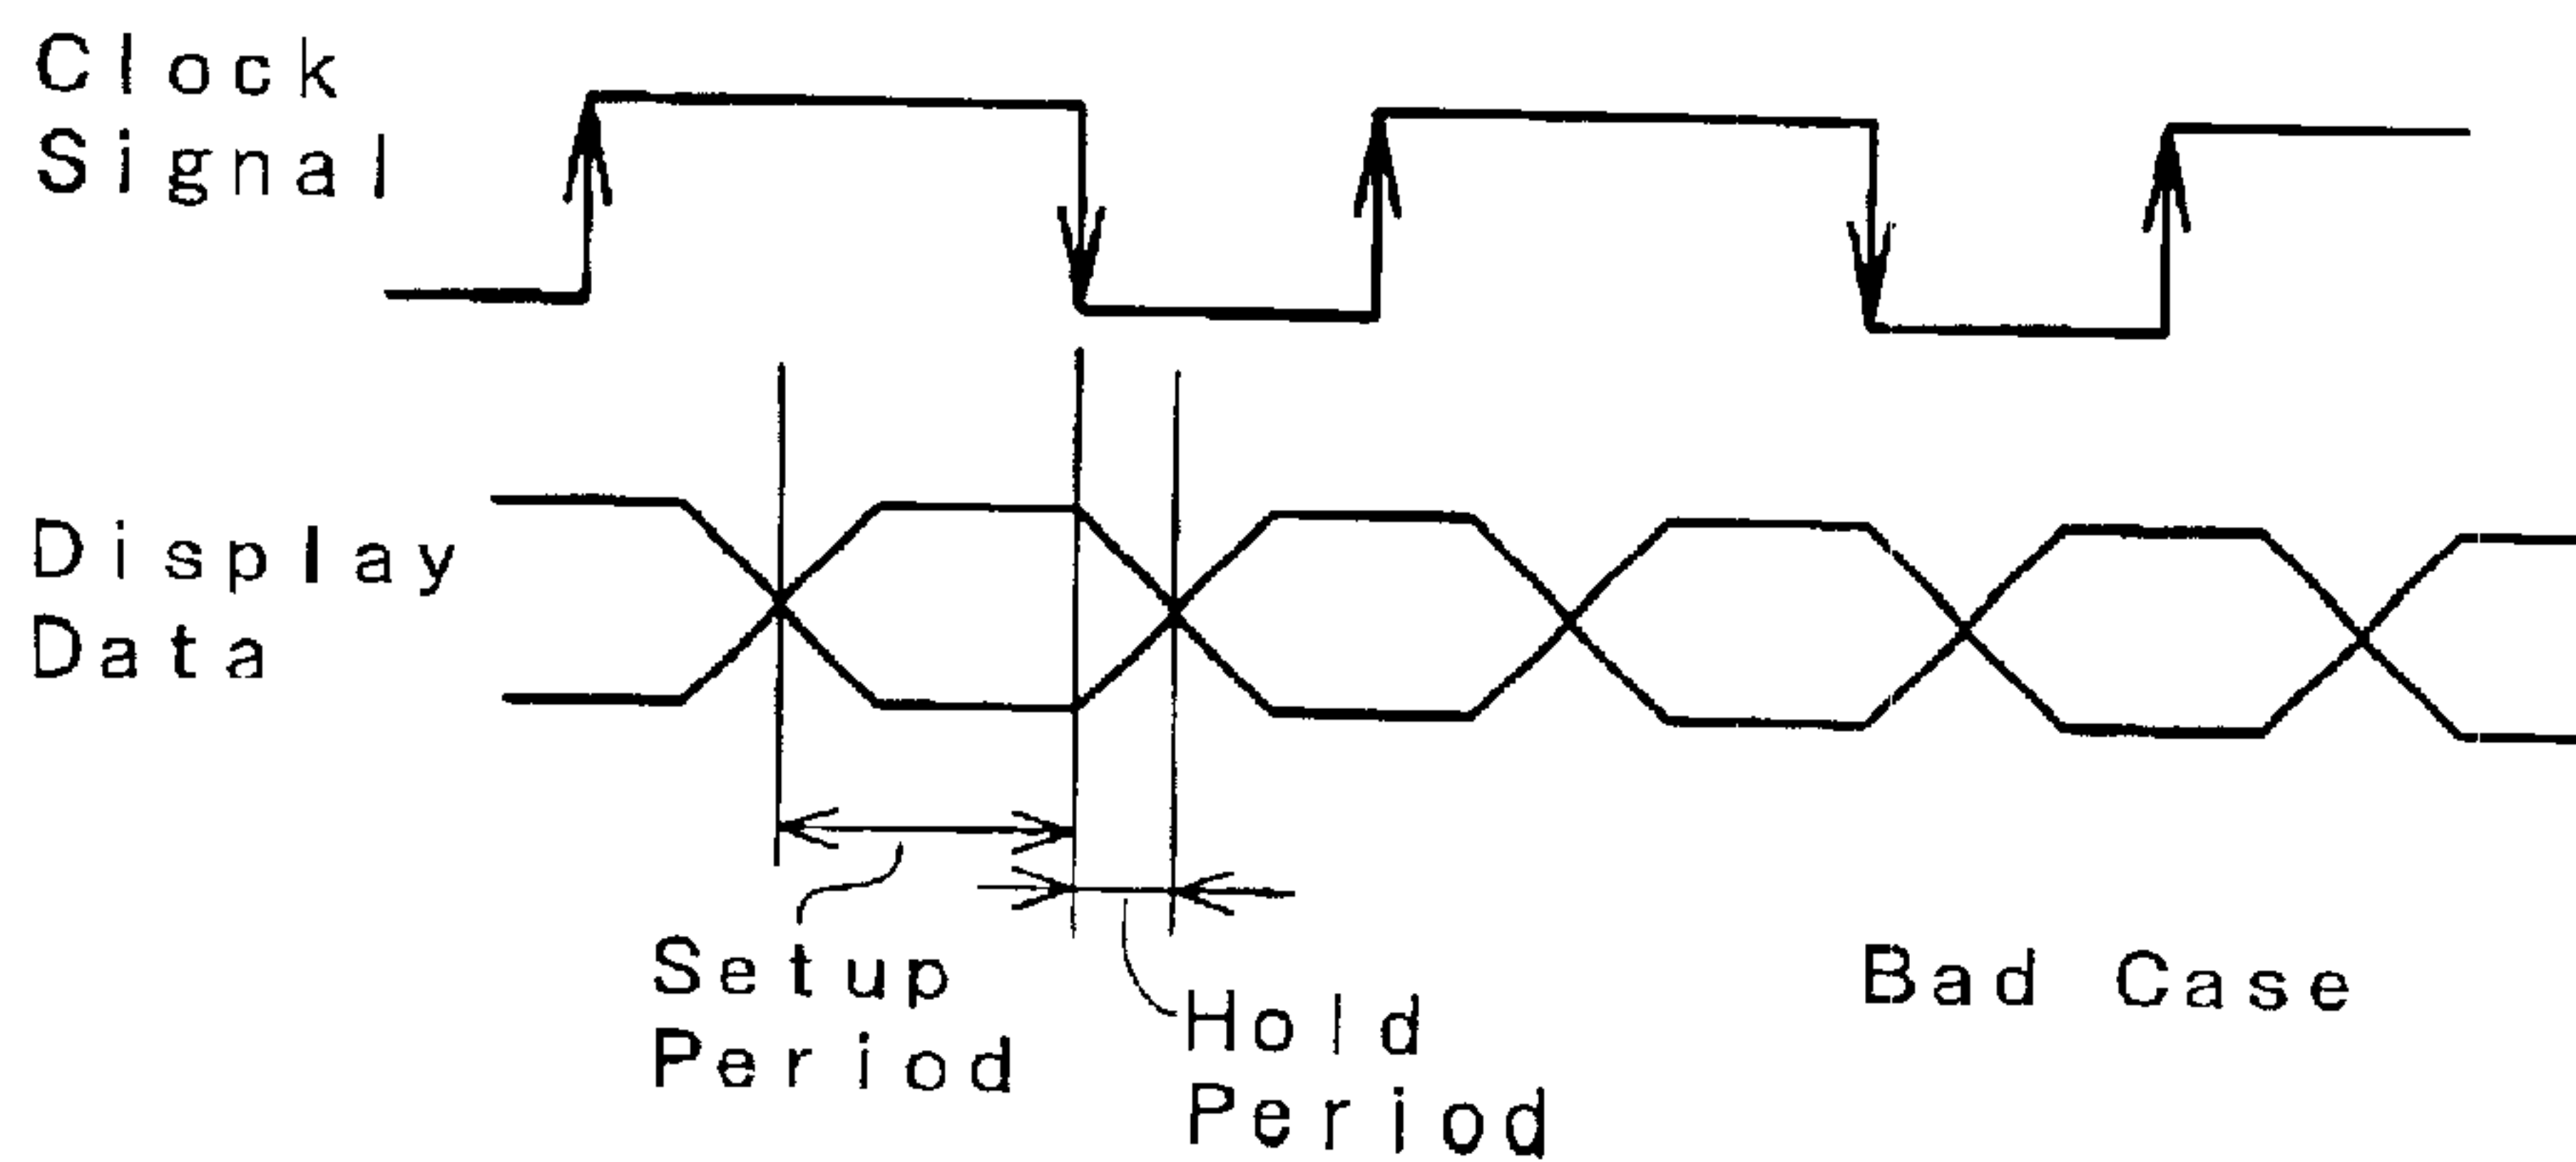 Clock
Signal
Display
Data
Setup
Period
Hold
Period
Bad Case